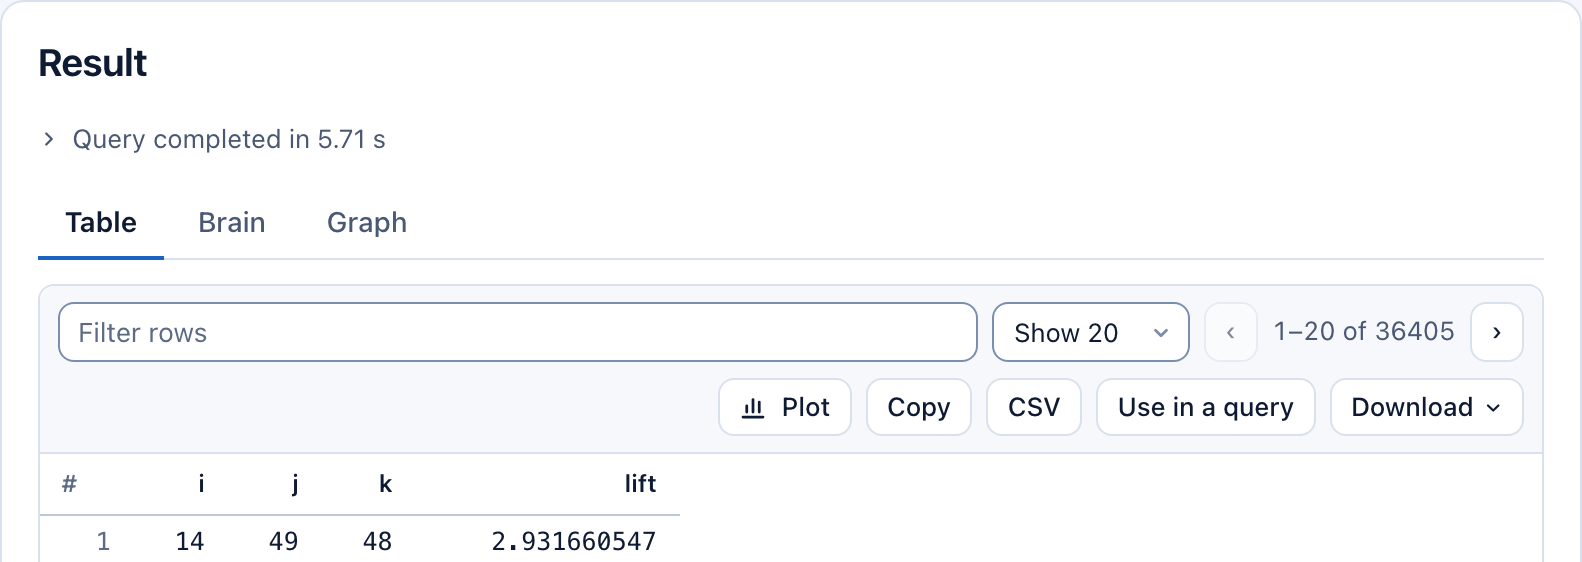 Result
Query completed in 5.71 s
Table Brain Graph
Filter rows Show 20 1–20 of 36405
Plot Copy CSV Use in a query Download
# i j k lift
1 14 49 48 2.931660547